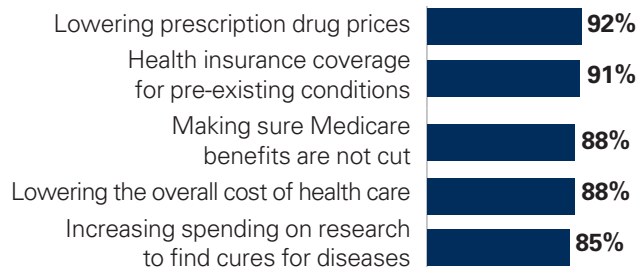 Lowering prescription drug prices 92%
Health insurance coverage
for pre-existing conditions 91%
Making sure Medicare
benefits are not cut 88%
Lowering the overall cost of health care 88%
Increasing spending on research
to find cures for diseases 85%